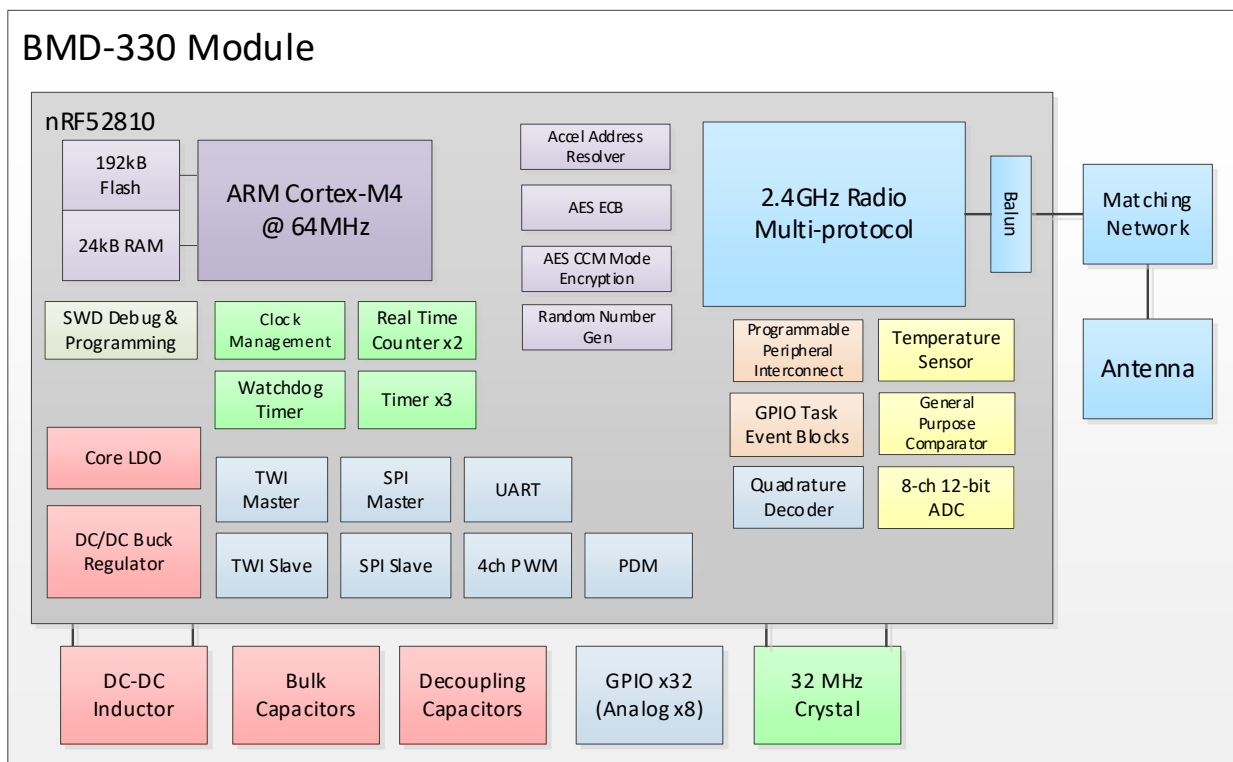 BMD-330 Module
nRF52810
192kB
Flash
24kB RAM
ARM Cortex-M4
@ 64MHz
Accel Address
Resolver
AES ECB
AES CCM Mode
Encryption
Random Number
Gen
2.4GHz Radio
Multi-protocol
Balun
Matching
Network
Antenna
SWD Debug &
Programming
Clock
Management
Real Time
Counter x2
Watchdog
Timer
Timer x3
Programmable
Peripheral
Interconnect
Temperature
Sensor
GPIO Task
Event Blocks
General
Purpose
Comparator
Quadrature
Decoder
8-ch 12-bit
ADC
Core LDO
DC/DC Buck
Regulator
TWI
Master
SPI
Master
UART
TWI Slave
SPI Slave
4ch PWM
PDM
DC-DC
Inductor
Bulk
Capacitors
Decoupling
Capacitors
GPIO x32
(Analog x8)
32 MHz
Crystal